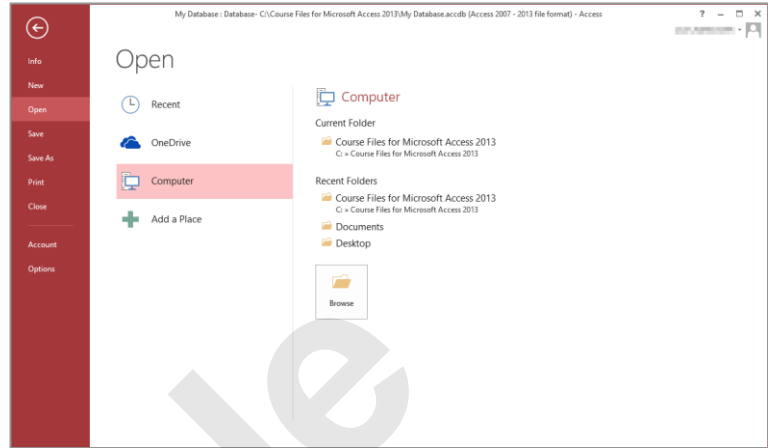 My Database : Database- C:\Course Files for Microsoft Access 2013\My Database.accdb (Access 2007 - 2013 file format) - Access
?
Info
New
Open
Save
Save As
Print
Close
Account
Options
Open
Recent
OneDrive
Computer
Add a Place
Computer
Current Folder
Course Files for Microsoft Access 2013
C: » Course Files for Microsoft Access 2013
Recent Folders
Course Files for Microsoft Access 2013
C: » Course Files for Microsoft Access 2013
Documents
Desktop
Browse
le